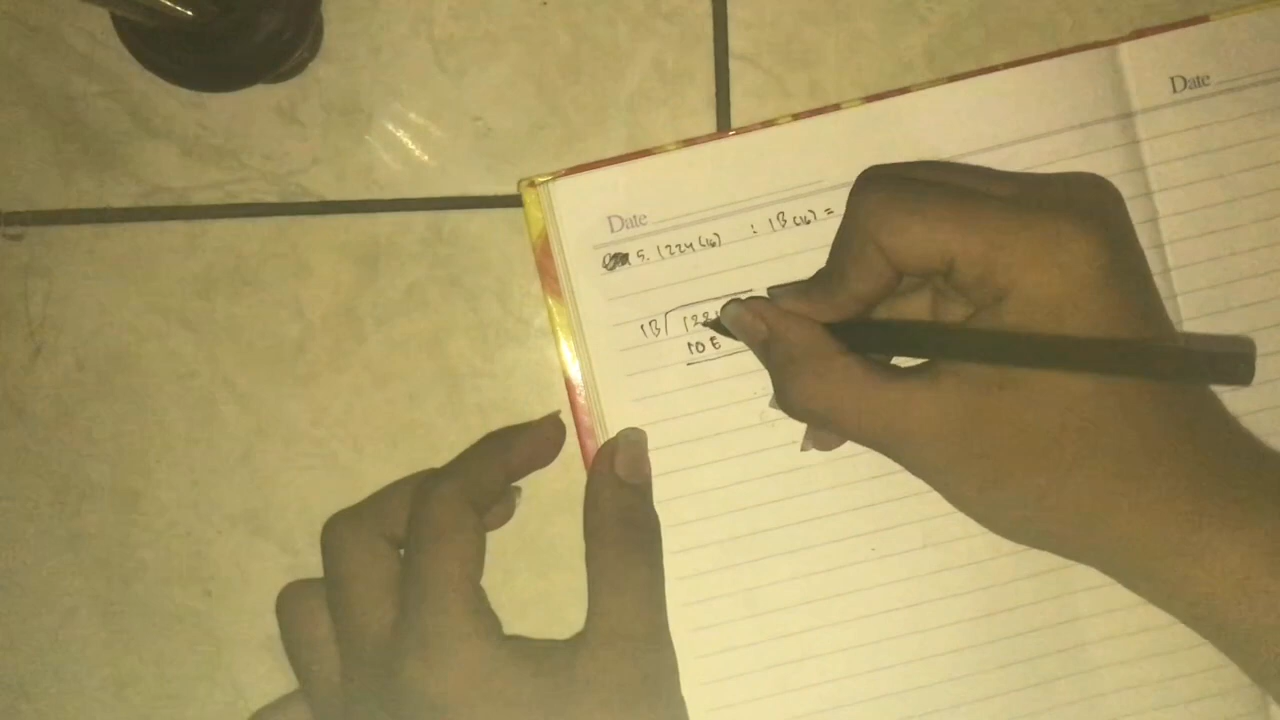 Date
Date
5. 1224(16) : 1B(16) =
1B 122
10E